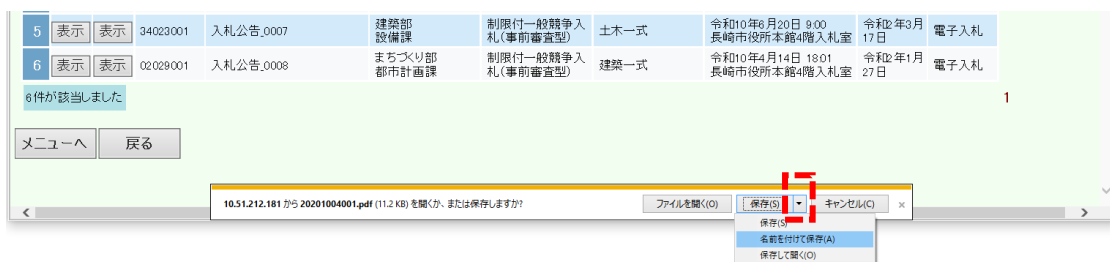 5 表示 表示 34023001 入札公告_0007 建築部 制限付一般競争入 土木一式 令和10年6月20日 9:00 令和2年3月 電子入札
設備課 札(事前審査型) 長崎市役所本館4階入札室 17日
6 表示 表示 02029001 入札公告_0008 まちづくり部 制限付一般競争入 建築一式 令和10年4月14日 18:01 令和2年1月 電子入札
都市計画課 札(事前審査型) 長崎市役所本館4階入札室 27日
6件が該当しました 1
メニューへ 戻る
10.51.212.181 から 20201004001.pdf (11.2 KB) を開くか、または保存しますか? ファイルを開く(O) 保存(S) キャンセル(C) ×
保存(S)
名前を付けて保存(A)
保存して開く(O)